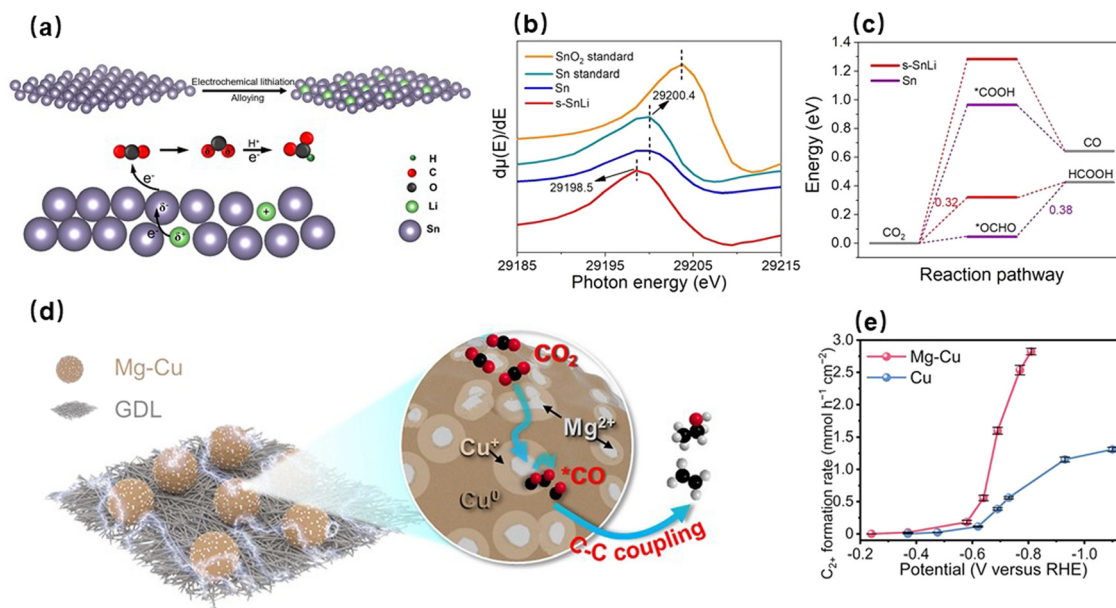 (a)
Electrochemical lithiation
Alloying
H⁺
e⁻
δ⁻ δ⁻
e⁻
δ⁻
e⁻
δ⁺
+
H
C
O
Li
Sn
(b)
SnO₂ standard
Sn standard
Sn
s-SnLi
29200.4
29198.5
dμ(E)/dE
29185 29195 29205 29215
Photon energy (eV)
(c)
s-SnLi
Sn
*COOH
CO
HCOOH
0.32
0.38
*OCHO
CO₂
Energy (eV)
1.4
1.2
1.0
0.8
0.6
0.4
0.2
0.0
Reaction pathway
(d)
Mg-Cu
GDL
CO₂
Mg²⁺
Cu⁺
*CO
Cu⁰
C-C coupling
(e)
Mg-Cu
Cu
C₂₊ formation rate (mmol h⁻¹ cm⁻²)
3.0
2.5
2.0
1.5
1.0
0.5
0
-0.2 -0.4 -0.6 -0.8 -1.0
Potential (V versus RHE)